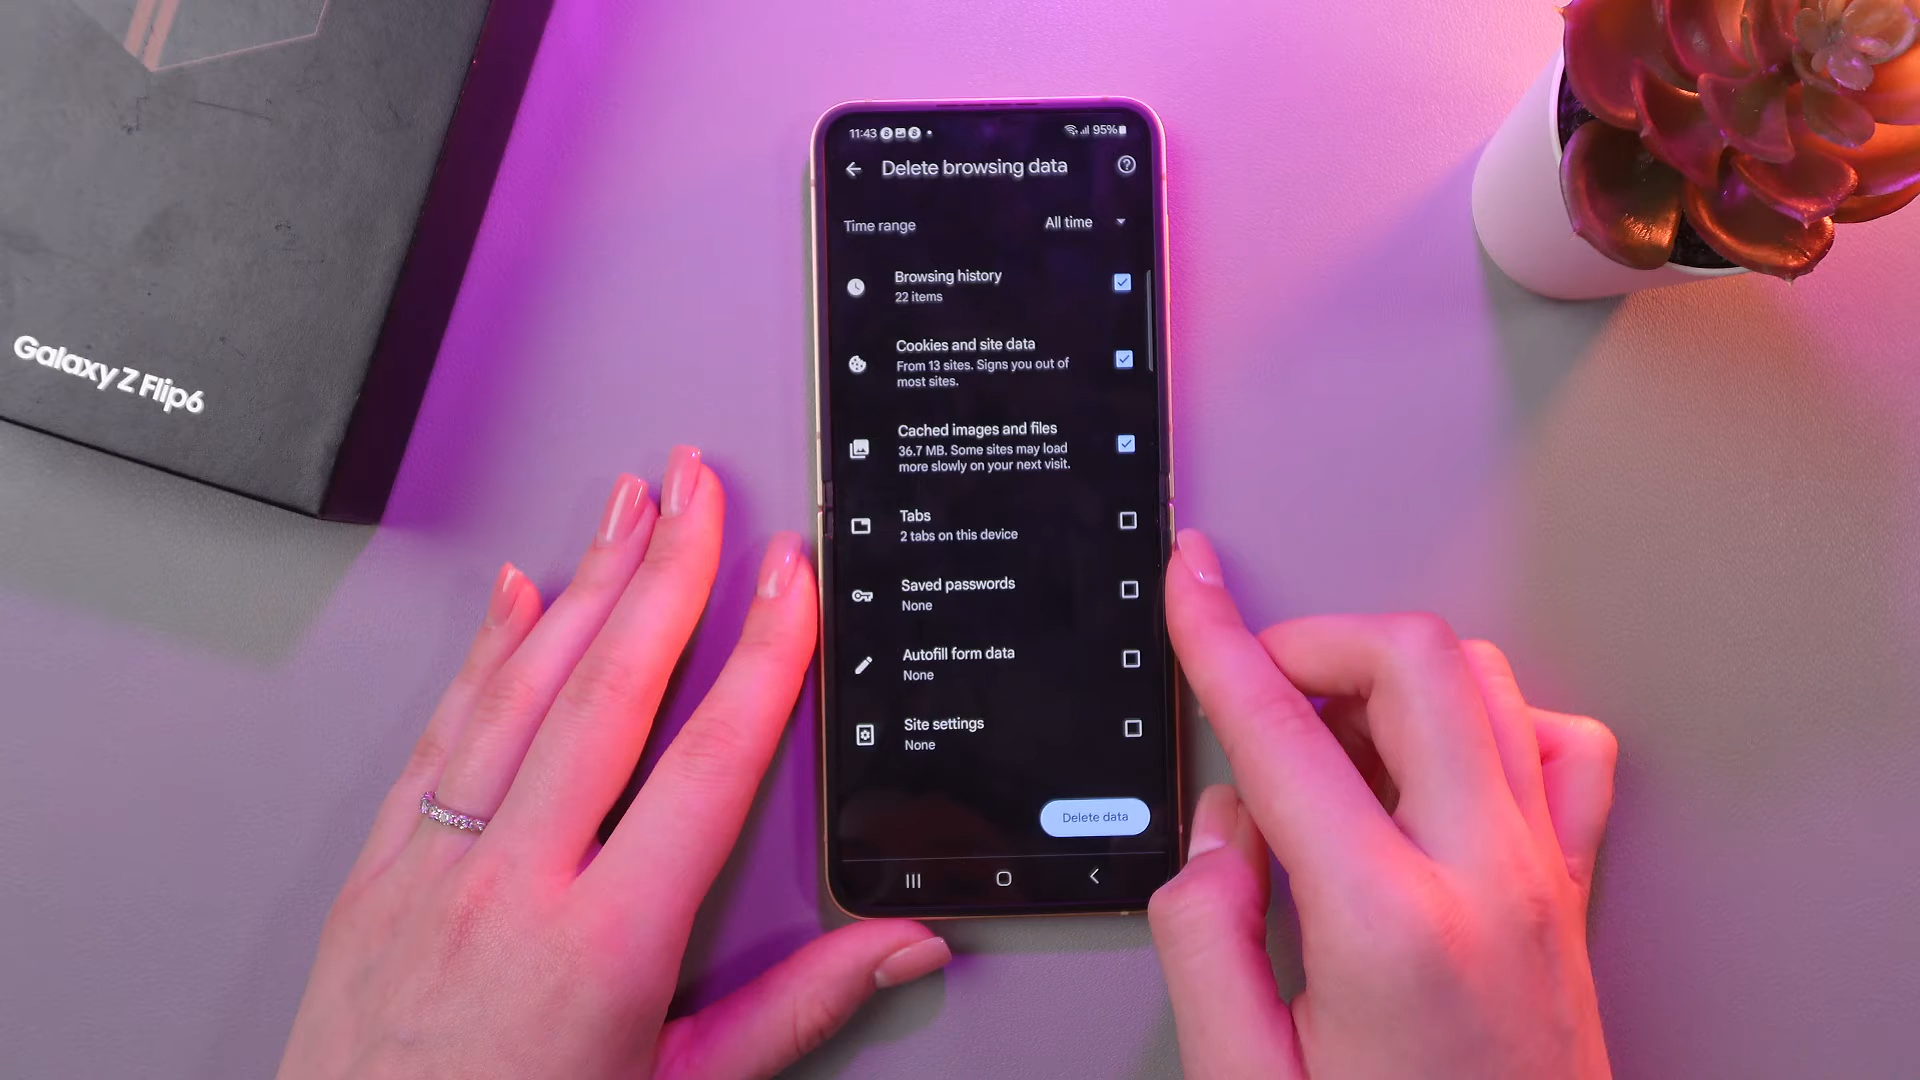 Galaxy Z Flip6
11:43
95%
Delete browsing data
Time range
All time
Browsing history
22 items
Cookies and site data
From 13 sites. Signs you out of
most sites.
Cached images and files
36.7 MB. Some sites may load
more slowly on your next visit.
Tabs
2 tabs on this device
Saved passwords
None
Autofill form data
None
Site settings
None
Delete data